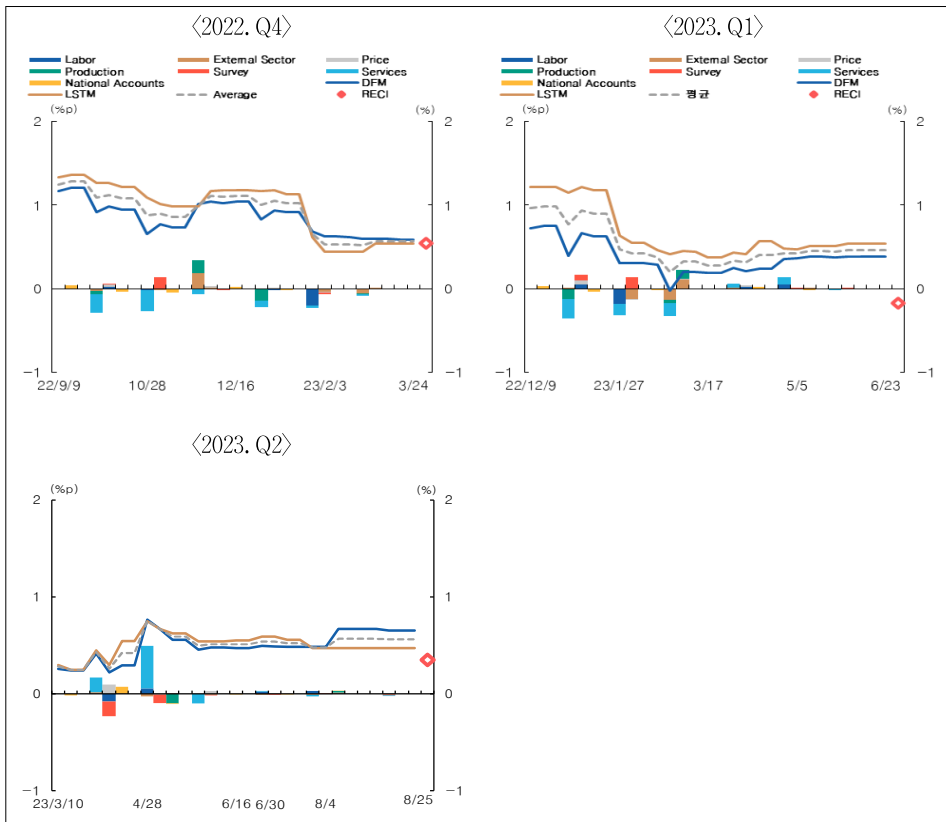 〈2022. Q4〉
Labor External Sector Price
Production Survey Services
National Accounts DFM
LSTM Average RECI
(%p) (%)
2 2
1 1
0 0
-1 -1
22/9/9 10/28 12/16 23/2/3 3/24
〈2023. Q1〉
Labor External Sector Price
Production Survey Services
National Accounts DFM
LSTM 평균 RECI
(%p) (%)
2 2
1 1
0 0
-1 -1
22/12/9 23/1/27 3/17 5/5 6/23
〈2023. Q2〉
(%p) (%)
2 2
1 1
0 0
-1 -1
23/3/10 4/28 6/16 6/30 8/4 8/25